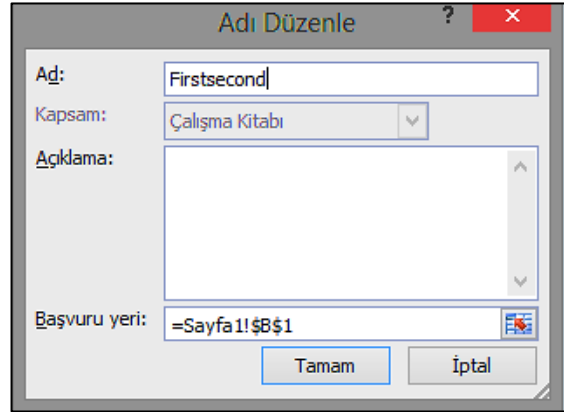 Adı Düzenle ?
Ad: Firstsecond
Kapsam: Çalışma Kitabı
Açıklama:
Başvuru yeri: =Sayfa1!$B$1
Tamam İptal